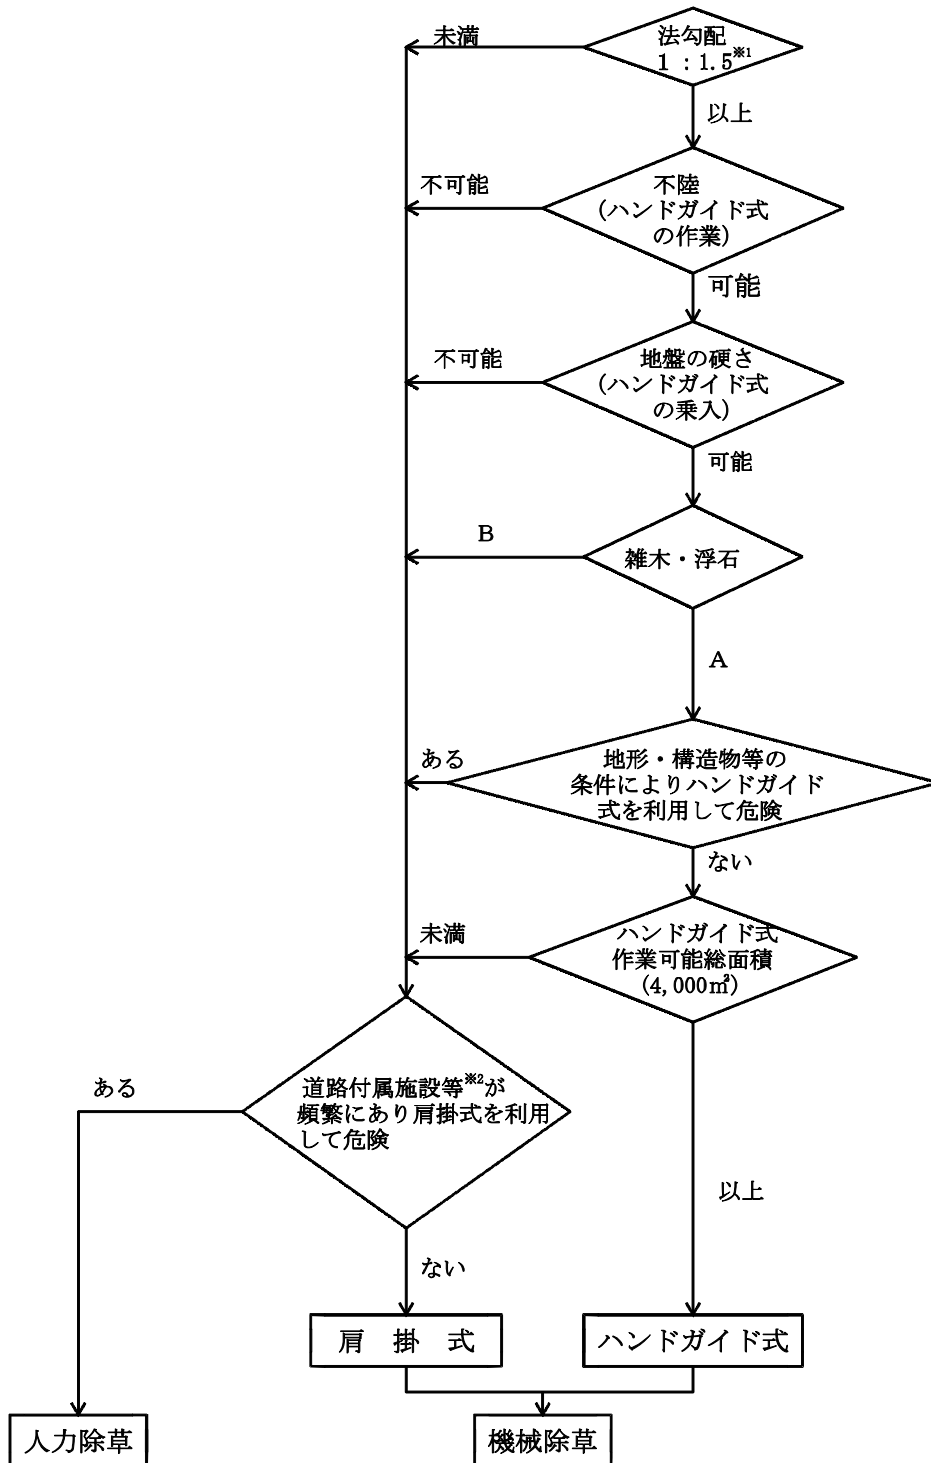 法勾配
1 : 1.5※1
未満
以上
不陸
(ハンドガイド式
の作業)
不可能
可能
地盤の硬さ
(ハンドガイド式
の乗入)
不可能
可能
雑木・浮石
B
A
地形・構造物等の
条件によりハンドガイド
式を利用して危険
ある
ない
ハンドガイド式
作業可能総面積
(4,000㎡)
未満
以上
道路付属施設等※2が
頻繁にあり肩掛式を利用
して危険
ある
ない
肩 掛 式
ハンドガイド式
人力除草
機械除草